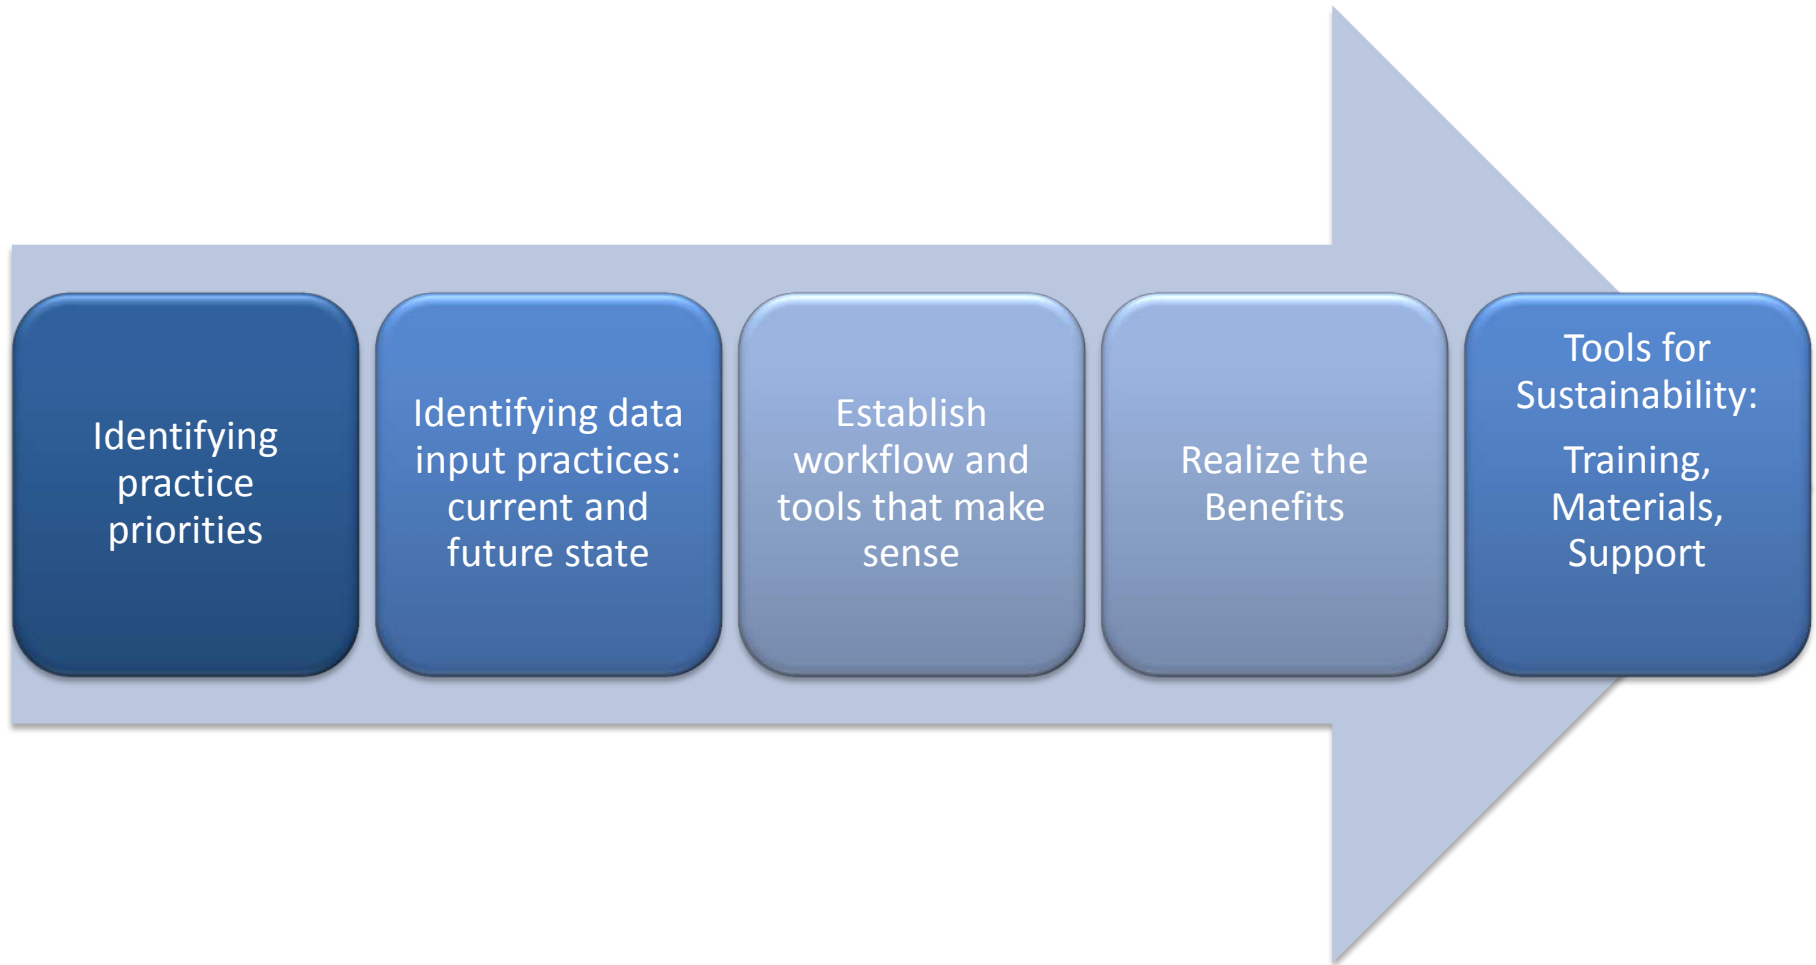 Identifying
practice
priorities
Identifying data
input practices:
current and
future state
Establish
workflow and
tools that make
sense
Realize the
Benefits
Tools for
Sustainability:
Training,
Materials,
Support